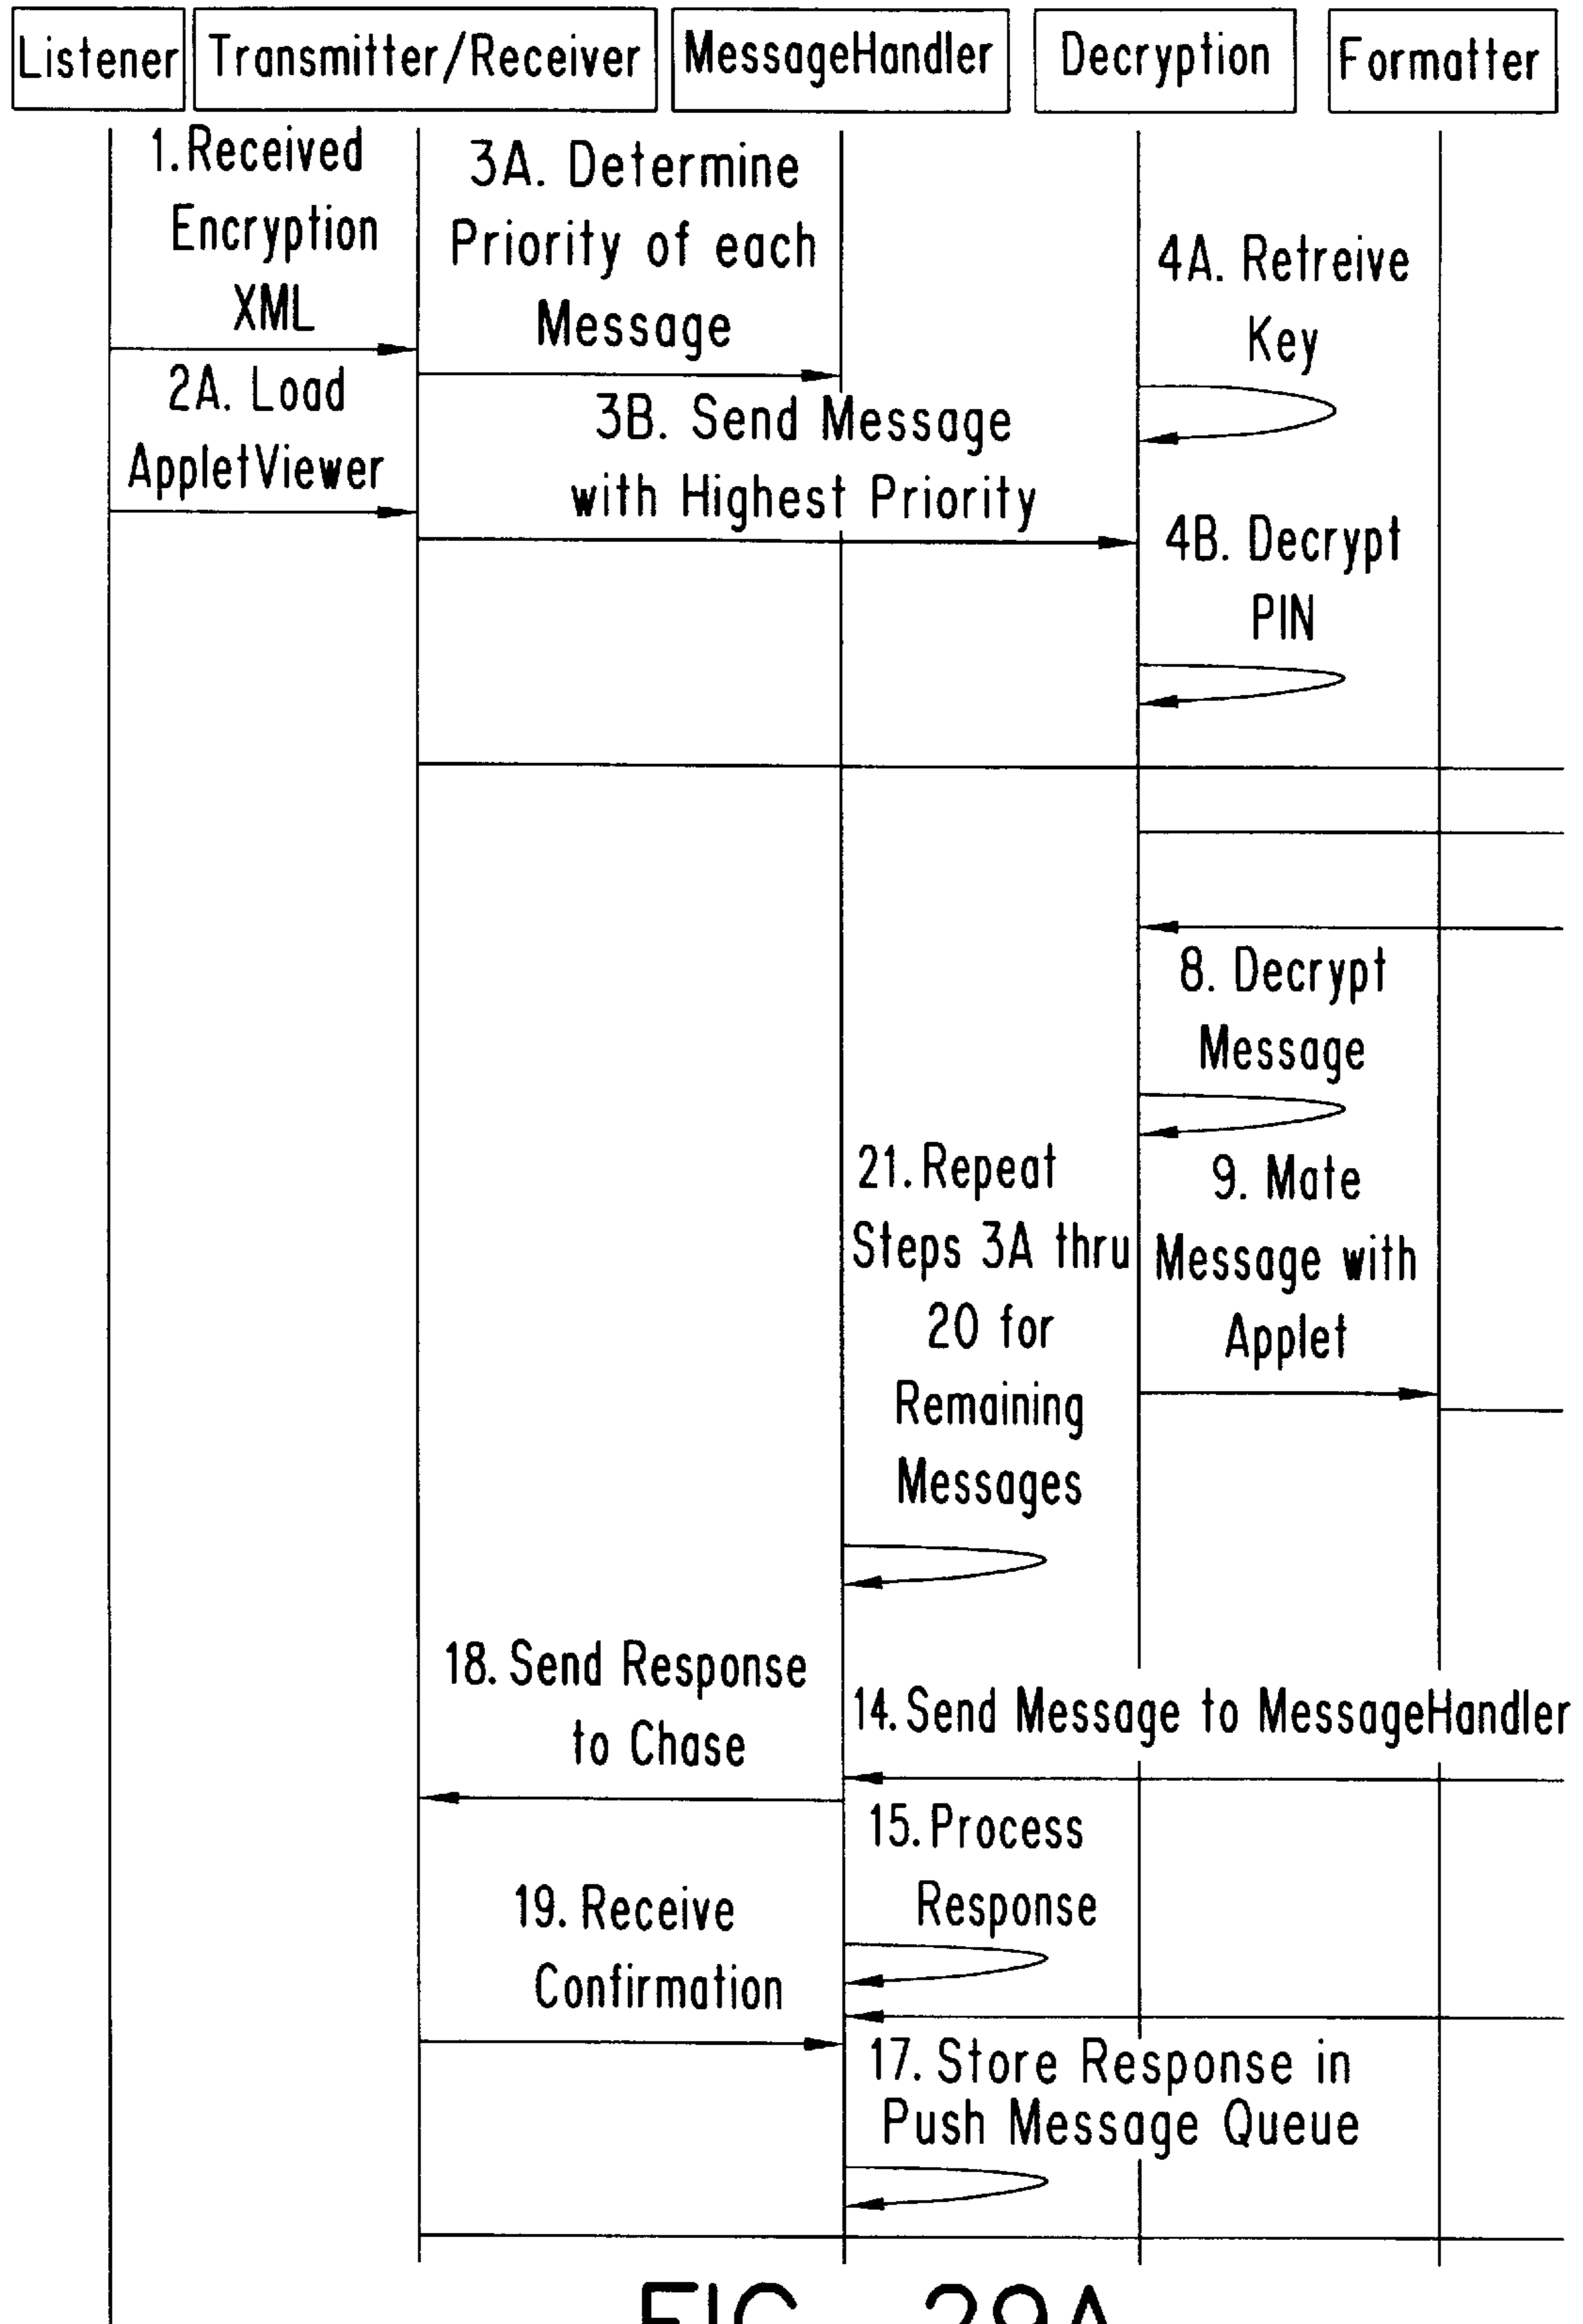 Listener
Transmitter/Receiver
MessageHandler
Decryption
Formatter
1. Received
Encryption
XML
2A. Load
AppletViewer
3A. Determine
Priority of each
Message
3B. Send Message
with Highest Priority
4A. Retreive
Key
4B. Decrypt
PIN
8. Decrypt
Message
9. Mate
Message with
Applet
21. Repeat
Steps 3A thru
20 for
Remaining
Messages
18. Send Response
to Chase
14. Send Message to MessageHandler
15. Process
Response
19. Receive
Confirmation
17. Store Response in
Push Message Queue
FIG. 29A